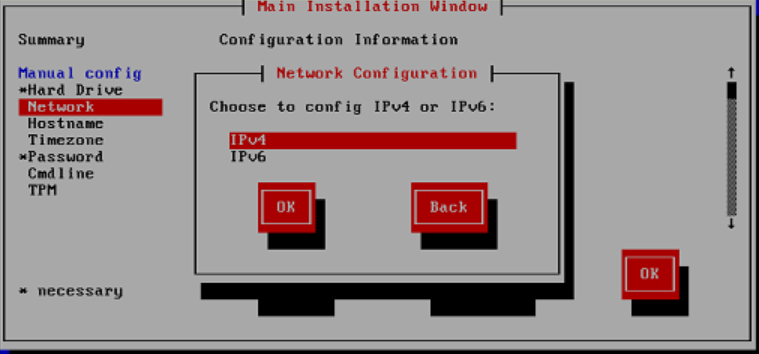 Main Installation Window
Summary
Configuration Information
Manual config
*Hard Drive
Network
Hostname
Timezone
*Password
Cmdline
TPM
* necessary
Network Configuration
Choose to config IPv4 or IPv6:
IPv4
IPv6
OK
Back
OK